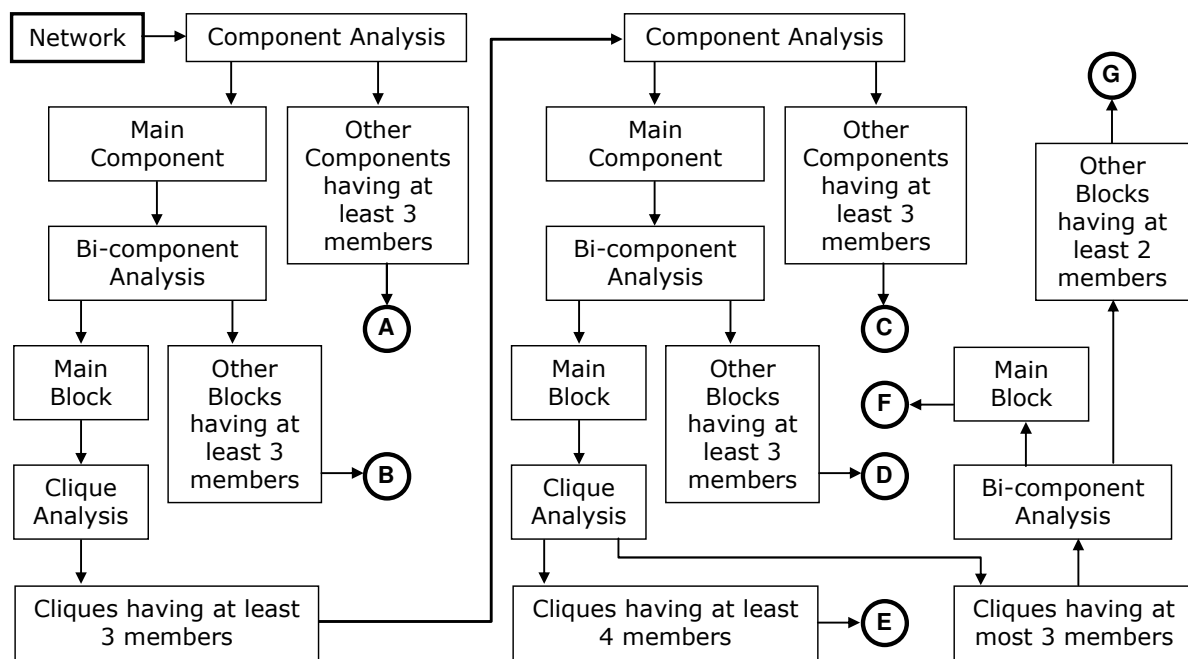 Network
Component Analysis
Main
Component
Other
Components
having at
least 3
members
Bi-component
Analysis
A
Main
Block
Other
Blocks
having at
least 3
members
B
Clique
Analysis
Cliques having at least
3 members
Component Analysis
Main
Component
Other
Components
having at
least 3
members
Bi-component
Analysis
C
Main
Block
Other
Blocks
having at
least 3
members
D
Clique
Analysis
Cliques having at least
4 members
E
Cliques having at
most 3 members
Bi-component
Analysis
Main
Block
F
Other
Blocks
having at
least 2
members
G